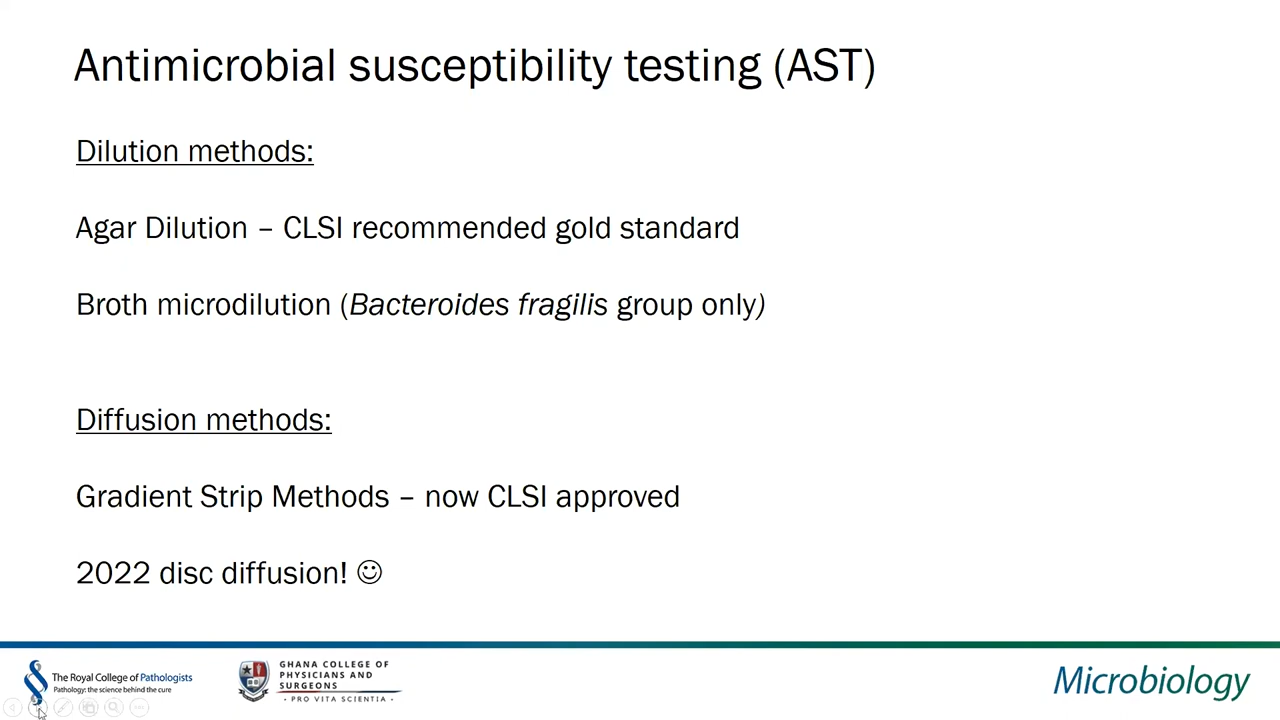 Antimicrobial susceptibility testing (AST)
Dilution methods:
Agar Dilution – CLSI recommended gold standard
Broth microdilution (Bacteroides fragilis group only)
Diffusion methods:
Gradient Strip Methods – now CLSI approved
2022 disc diffusion! ☺
The Royal College of Pathologists
Pathology: the science behind the cure
GHANA COLLEGE OF
PHYSICIANS AND
SURGEONS
- PRO VITA SCIENTIA -
Microbiology